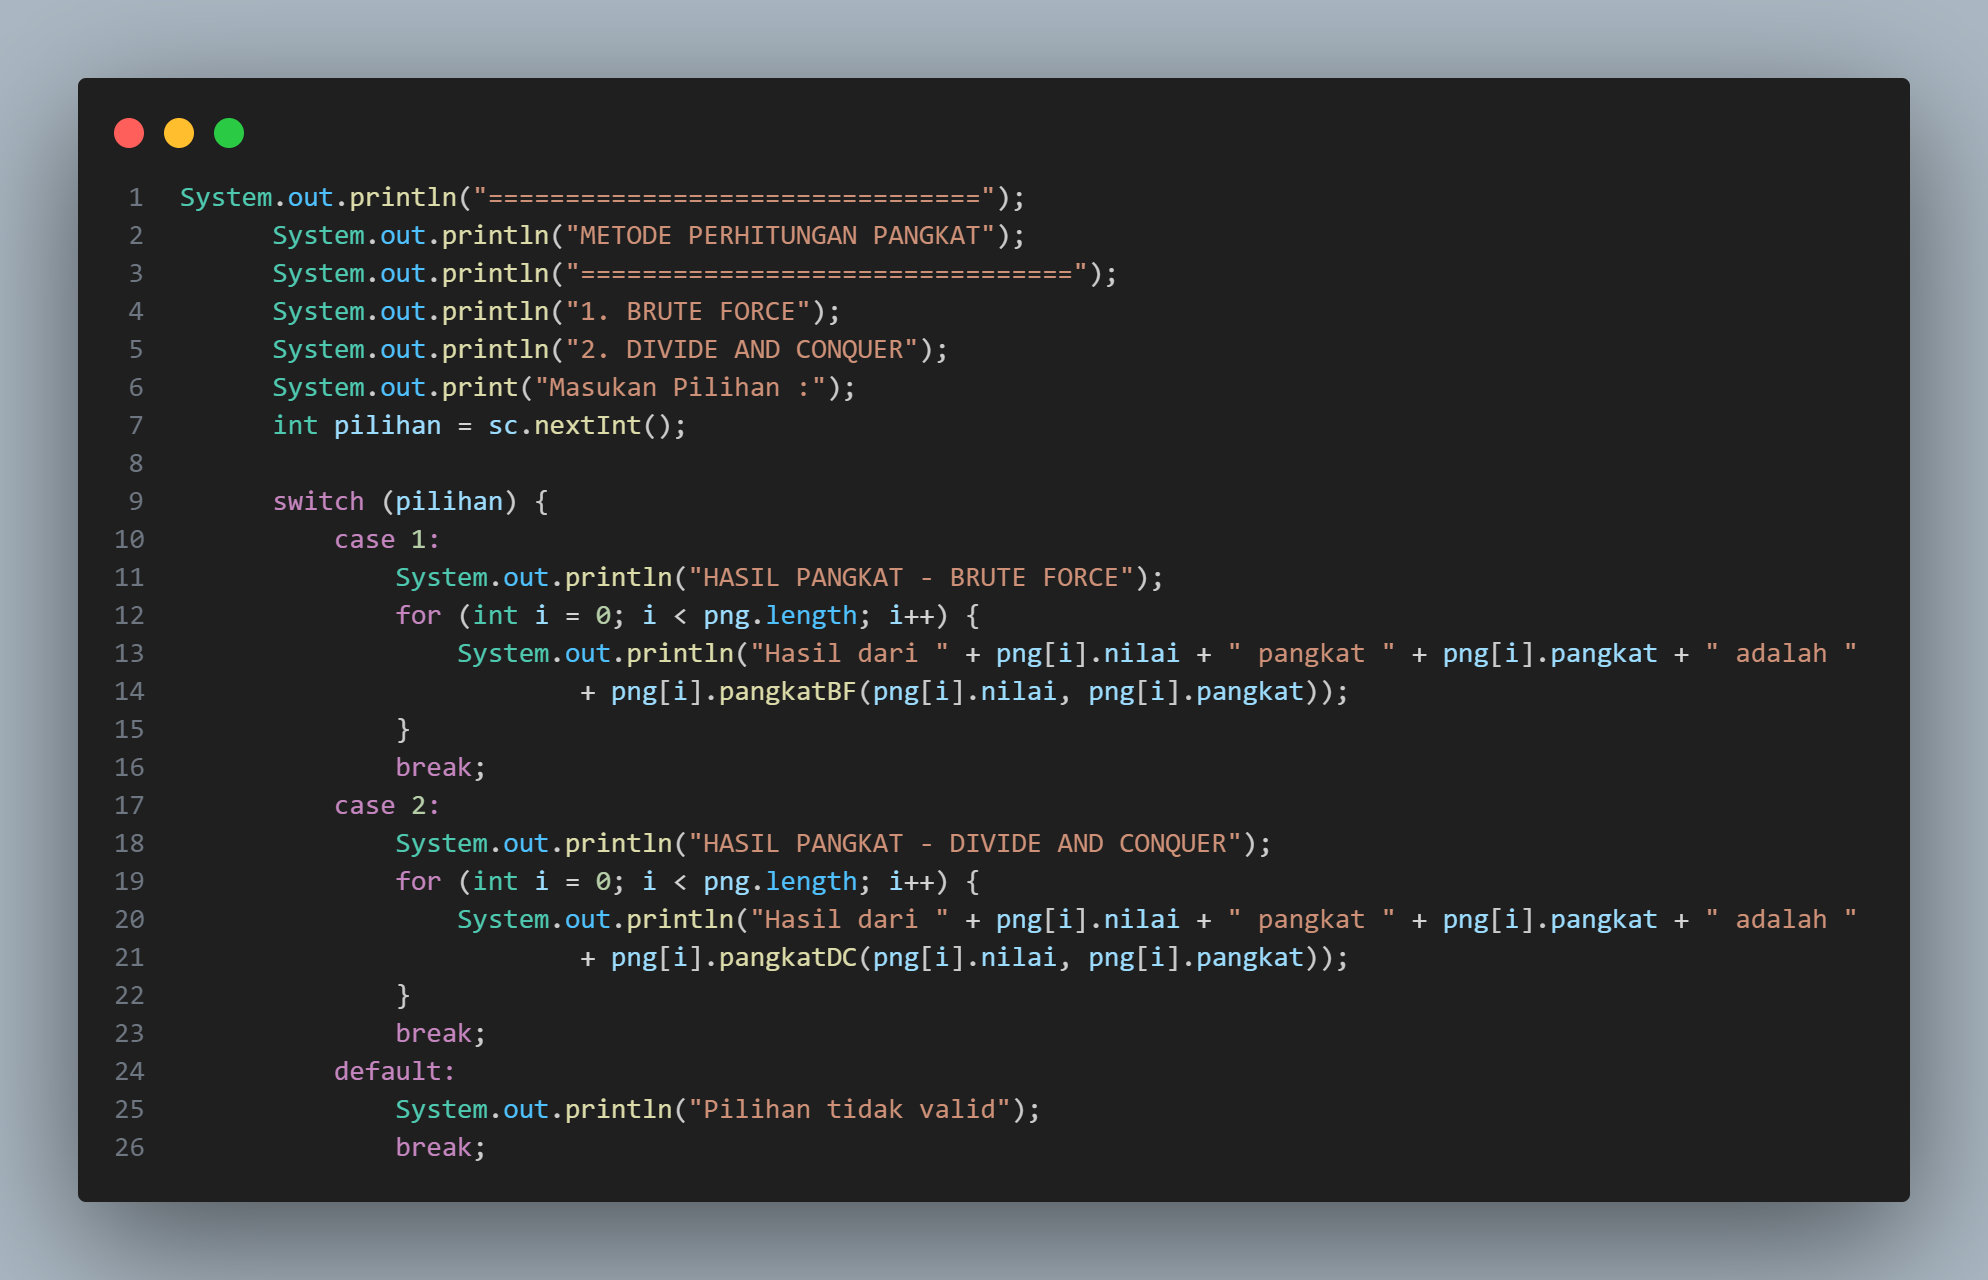 1 System.out.println("================================");
2       System.out.println("METODE PERHITUNGAN PANGKAT");
3       System.out.println("================================");
4       System.out.println("1. BRUTE FORCE");
5       System.out.println("2. DIVIDE AND CONQUER");
6       System.out.print("Masukan Pilihan :");
7       int pilihan = sc.nextInt();
8
9       switch (pilihan) {
10          case 1:
11              System.out.println("HASIL PANGKAT - BRUTE FORCE");
12              for (int i = 0; i < png.length; i++) {
13                  System.out.println("Hasil dari " + png[i].nilai + " pangkat " + png[i].pangkat + " adalah "
14                          + png[i].pangkatBF(png[i].nilai, png[i].pangkat));
15              }
16              break;
17          case 2:
18              System.out.println("HASIL PANGKAT - DIVIDE AND CONQUER");
19              for (int i = 0; i < png.length; i++) {
20                  System.out.println("Hasil dari " + png[i].nilai + " pangkat " + png[i].pangkat + " adalah "
21                          + png[i].pangkatDC(png[i].nilai, png[i].pangkat));
22              }
23              break;
24          default:
25              System.out.println("Pilihan tidak valid");
26              break;